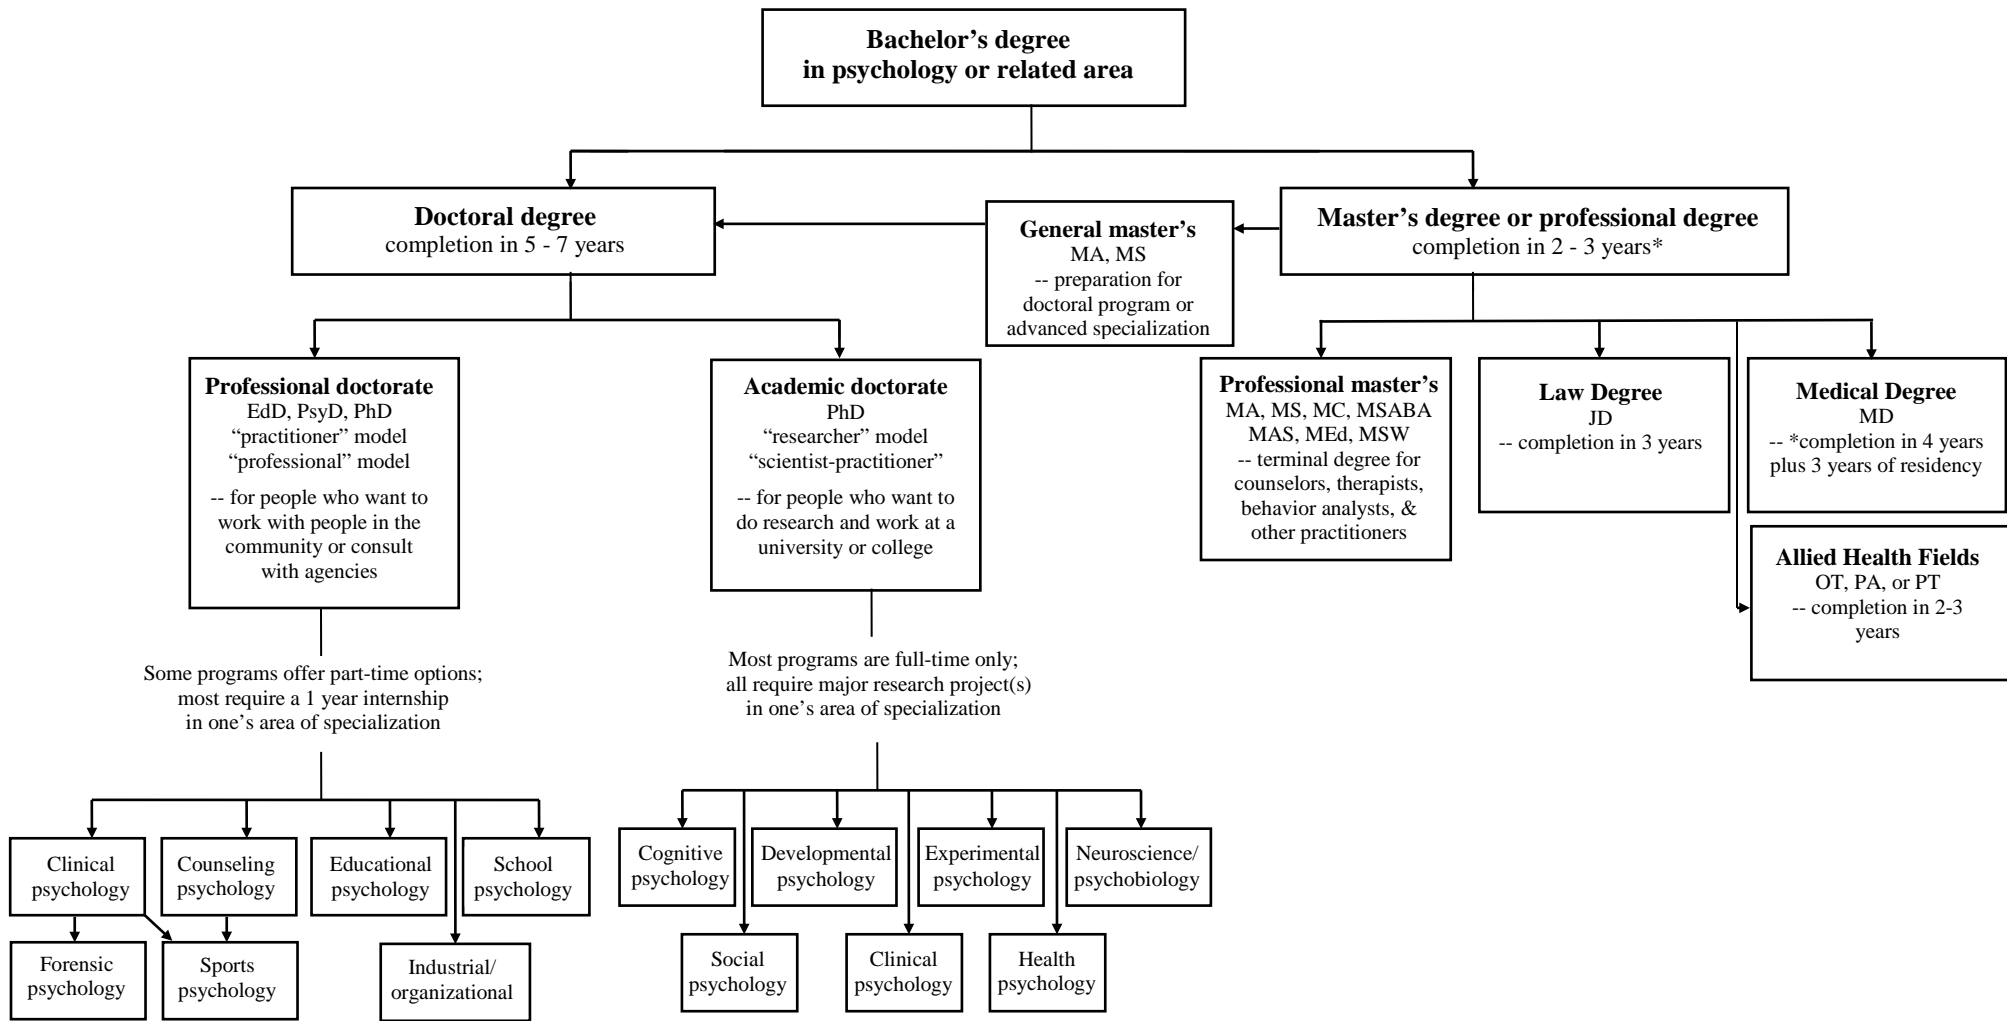 Bachelor’s degree
in psychology or related area
Doctoral degree
completion in 5 - 7 years
General master’s
MA, MS
-- preparation for
doctoral program or
advanced specialization
Master’s degree or professional degree
completion in 2 - 3 years*
Professional doctorate
EdD, PsyD, PhD
“practitioner” model
“professional” model
-- for people who want to
work with people in the
community or consult
with agencies
Academic doctorate
PhD
“researcher” model
“scientist-practitioner”
-- for people who want to
do research and work at a
university or college
Professional master’s
MA, MS, MC, MSABA
MAS, MEd, MSW
-- terminal degree for
counselors, therapists,
behavior analysts, &
other practitioners
Law Degree
JD
-- completion in 3 years
Medical Degree
MD
-- *completion in 4 years
plus 3 years of residency
Allied Health Fields
OT, PA, or PT
-- completion in 2-3
years
Some programs offer part-time options;
most require a 1 year internship
in one’s area of specialization
Most programs are full-time only;
all require major research project(s)
in one’s area of specialization
Clinical
psychology
Counseling
psychology
Educational
psychology
School
psychology
Forensic
psychology
Sports
psychology
Industrial/
organizational
Cognitive
psychology
Developmental
psychology
Experimental
psychology
Neuroscience/
psychobiology
Social
psychology
Clinical
psychology
Health
psychology